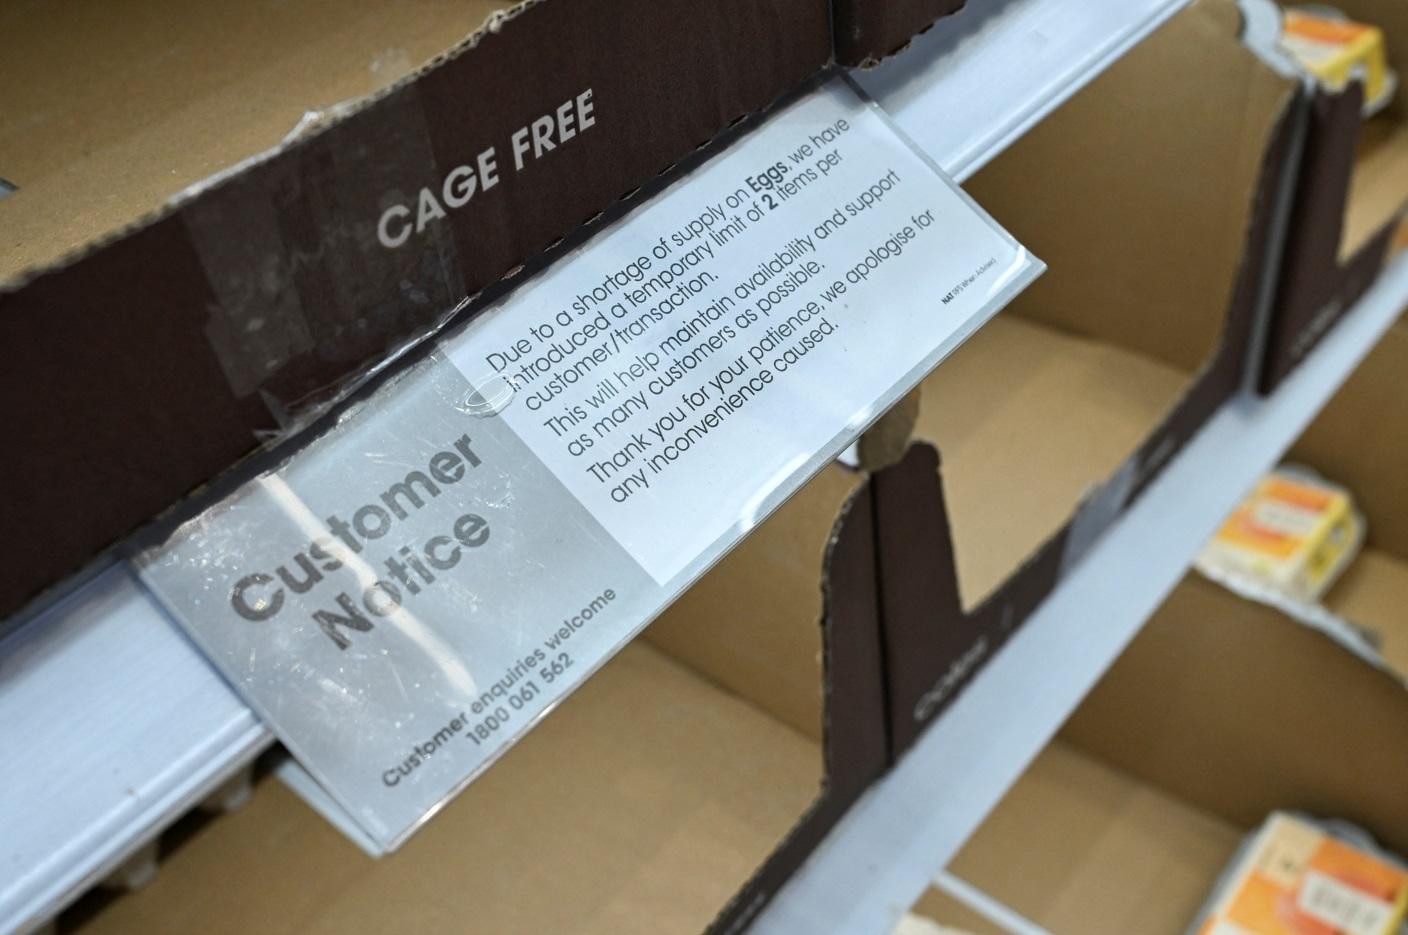 CAGE FREE
Customer
Notice
Customer enquiries welcome
1800 061 562
Due to a shortage of supply on Eggs, we have
introduced a temporary limit of 2 items per
customer/transaction.
This will help maintain availability and support
as many customers as possible.
Thank you for your patience, we apologise for
any inconvenience caused.